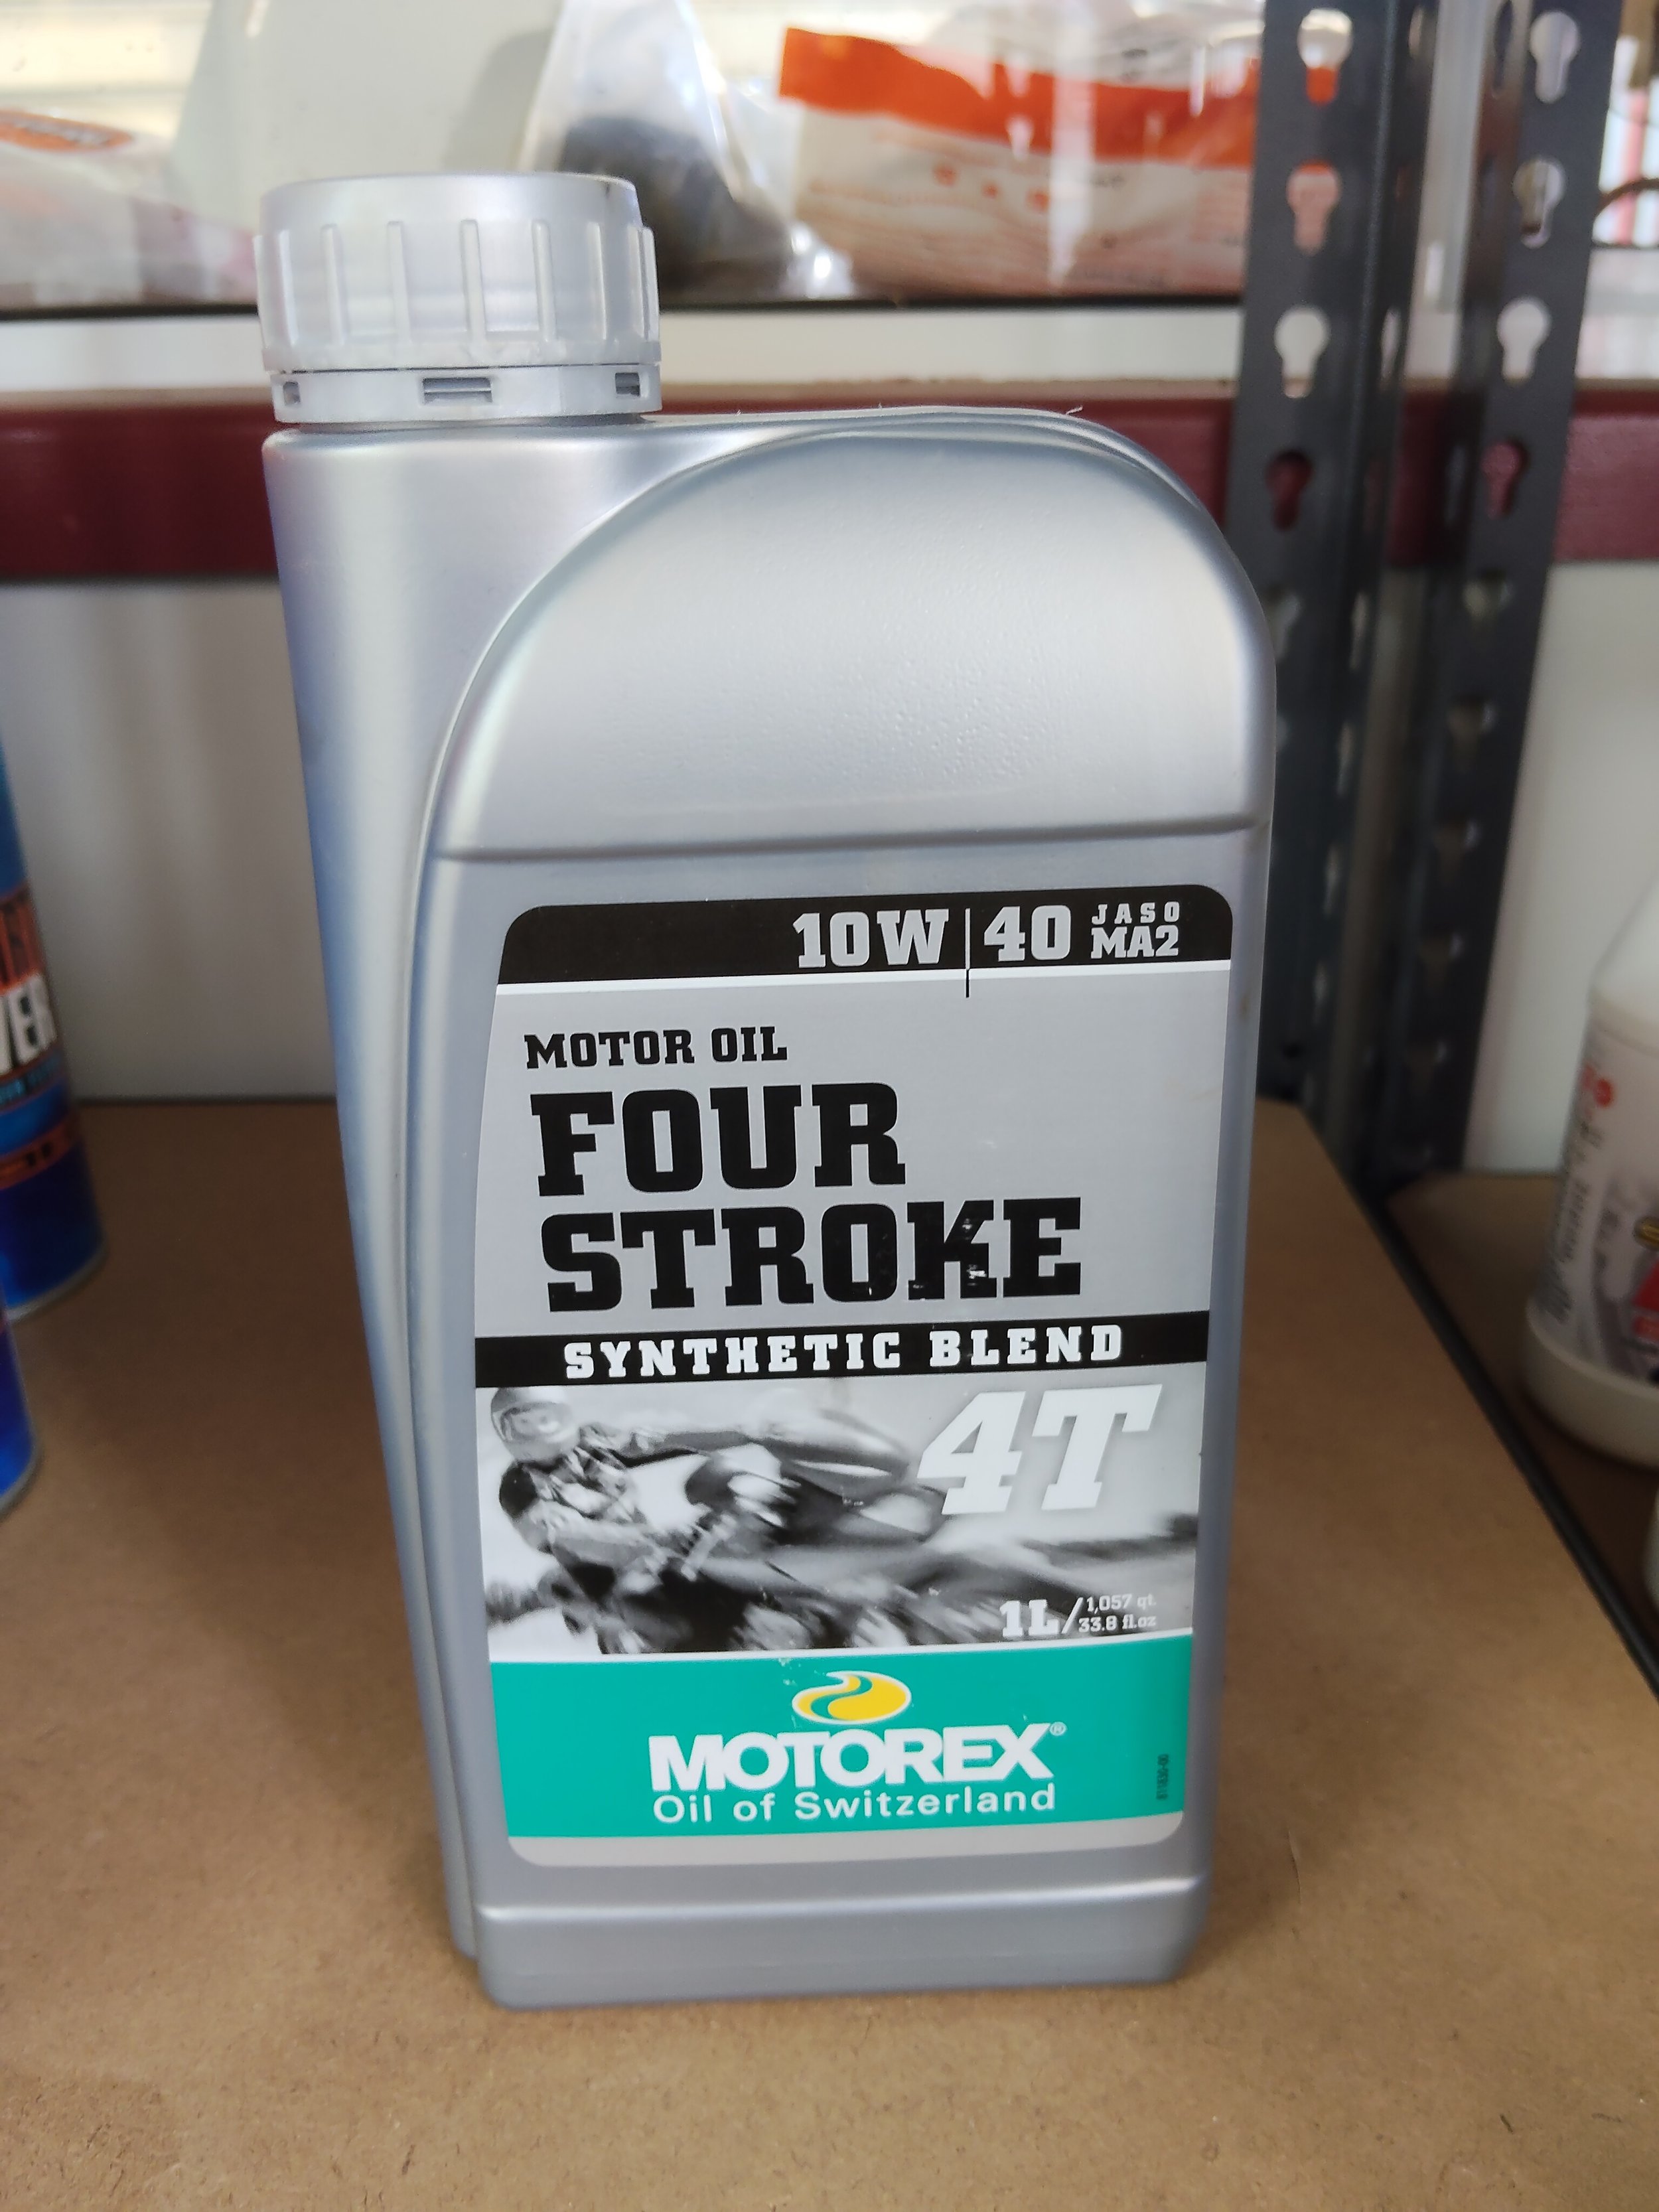 10W 40 JASO
MA2
MOTOR OIL
FOUR
STROKE
SYNTHETIC BLEND
4T
1L/1,057 qt.
33.8 fl.oz
MOTOREX®
Oil of Switzerland